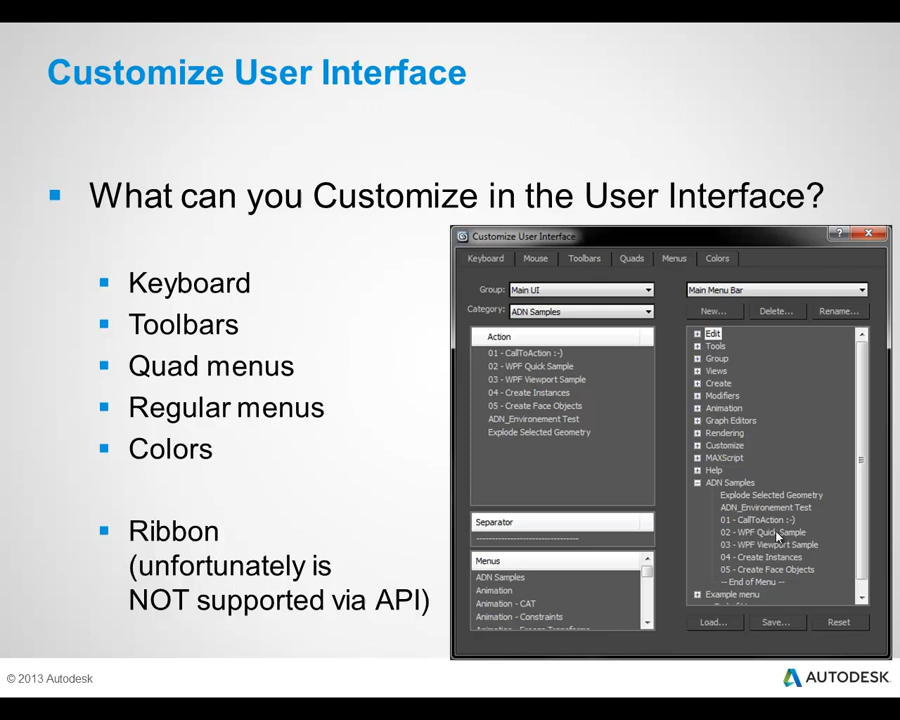 Customize User Interface
What can you Customize in the User Interface?
Keyboard
Toolbars
Quad menus
Regular menus
Colors
Ribbon
(unfortunately is
NOT supported via API)
Customize User Interface
Keyboard Mouse Toolbars Quads Menus Colors
Group: Main UI
Category: ADN Samples
Action
01 - CallToAction :-)
02 - WPF Quick Sample
03 - WPF Viewport Sample
04 - Create Instances
05 - Create Face Objects
ADN_Environement Test
Explode Selected Geometry
Separator
------------------------------
Menus
ADN Samples
Animation
Animation - CAT
Animation - Constraints
Animation - Freeze Transforms
Main Menu Bar
New... Delete... Rename...
Edit
Tools
Group
Views
Create
Modifiers
Animation
Graph Editors
Rendering
Customize
MAXScript
Help
ADN Samples
Explode Selected Geometry
ADN_Environement Test
01 - CallToAction :-)
02 - WPF Quick Sample
03 - WPF Viewport Sample
04 - Create Instances
05 - Create Face Objects
-- End of Menu --
Example menu
Load... Save... Reset
© 2013 Autodesk
AUTODESK